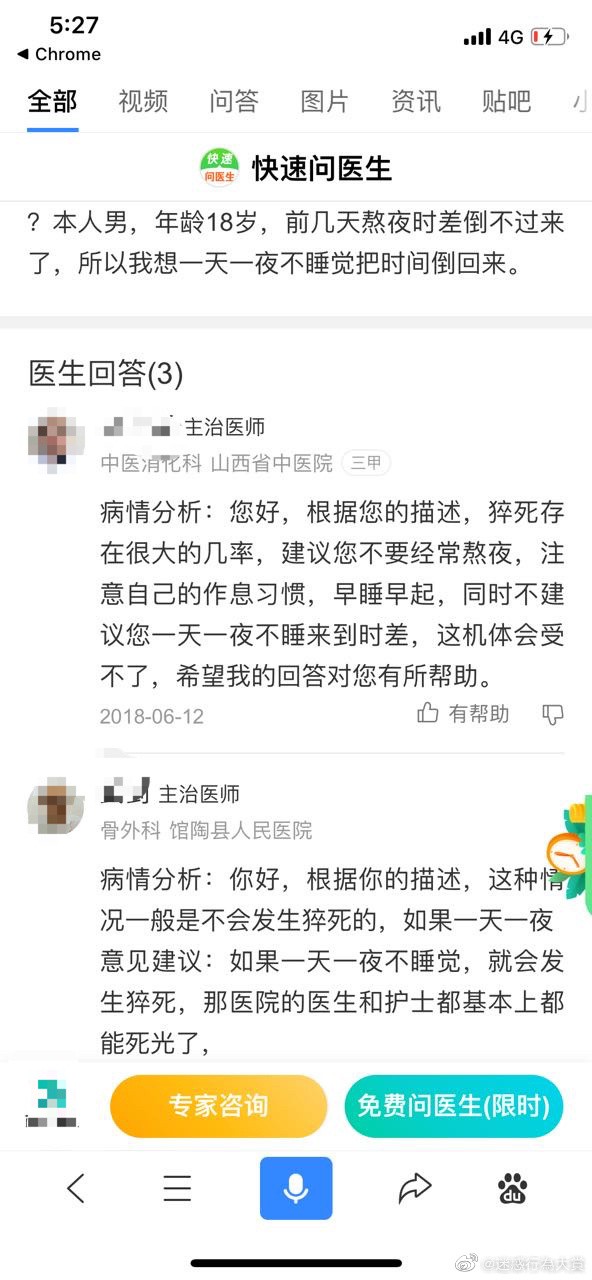 5:27
4G
Chrome
全部 视频 问答 图片 资讯 贴吧
快速
问医生
快速问医生
？本人男，年龄18岁，前几天熬夜时差倒不过来
了，所以我想一天一夜不睡觉把时间倒回来。
医生回答(3)
主治医师
中医消化科 山西省中医院 三甲
病情分析：您好，根据您的描述，猝死存
在很大的几率，建议您不要经常熬夜，注
意自己的作息习惯，早睡早起，同时不建
议您一天一夜不睡来到时差，这机体会受
不了，希望我的回答对您有所帮助。
2018-06-12 有帮助
主治医师
骨外科 馆陶县人民医院
病情分析：你好，根据你的描述，这种情
况一般是不会发生猝死的，如果一天一夜
意见建议：如果一天一夜不睡觉，就会发
生猝死，那医院的医生和护士都基本上都
能死光了，
专家咨询 免费问医生(限时)
du
@迷惑行为大赏